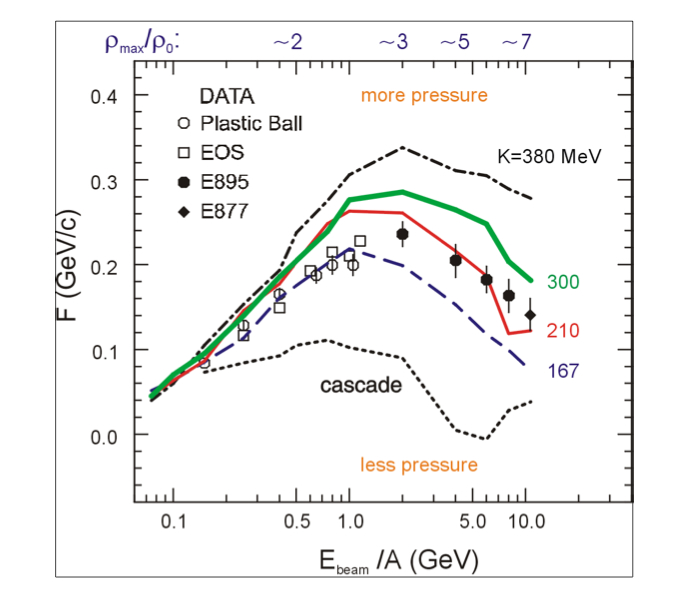 ρmax/ρ0: ~2 ~3 ~5 ~7
more pressure
DATA
Plastic Ball
EOS
E895
E877
K=380 MeV
300
210
167
cascade
less pressure
F (GeV/c)
0.4
0.3
0.2
0.1
0.0
0.1 0.5 1.0 5.0 10.0
Ebeam /A (GeV)